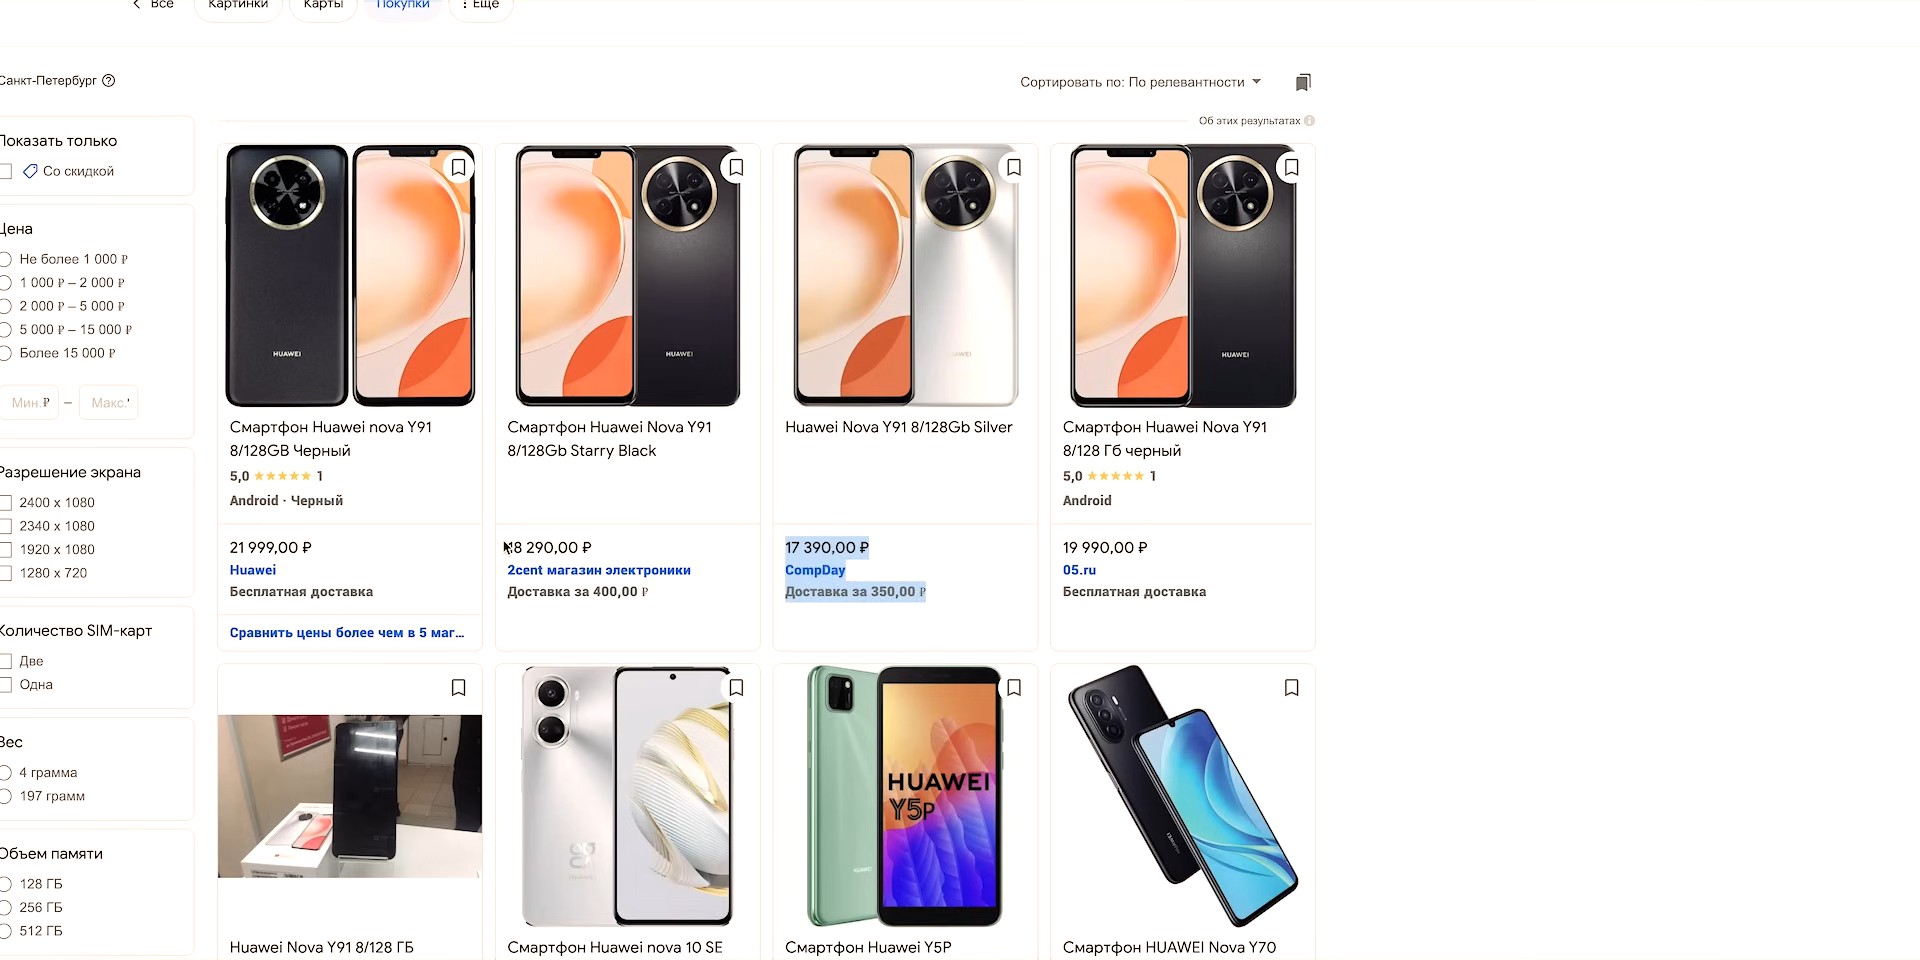 Все
Картинки
Карты
Покупки
Ещё
Санкт-Петербург
Сортировать по: По релевантности
Об этих результатах
Показать только
Со скидкой
Цена
Не более 1 000 ₽
1 000 ₽ – 2 000 ₽
2 000 ₽ – 5 000 ₽
5 000 ₽ – 15 000 ₽
Более 15 000 ₽
Мин. ₽ – Макс.
Разрешение экрана
2400 x 1080
2340 x 1080
1920 x 1080
1280 x 720
Количество SIM-карт
Две
Одна
Вес
4 грамма
197 грамм
Объем памяти
128 ГБ
256 ГБ
512 ГБ
HUAWEI
Смартфон Huawei nova Y91
8/128GB Черный
5,0 ★★★★★ 1
Android · Черный
21 999,00 ₽
Huawei
Бесплатная доставка
Сравнить цены более чем в 5 маг...
HUAWEI
Смартфон Huawei Nova Y91
8/128Gb Starry Black
18 290,00 ₽
2cent магазин электроники
Доставка за 400,00 ₽
HUAWEI
Huawei Nova Y91 8/128Gb Silver
17 390,00 ₽
CompDay
Доставка за 350,00 ₽
HUAWEI
Смартфон Huawei Nova Y91
8/128 Гб черный
5,0 ★★★★★ 1
Android
19 990,00 ₽
05.ru
Бесплатная доставка
Huawei Nova Y91 8/128 ГБ
Смартфон Huawei nova 10 SE
HUAWEI
HUAWEI
Y5P
Смартфон Huawei Y5P
Смартфон HUAWEI Nova Y70